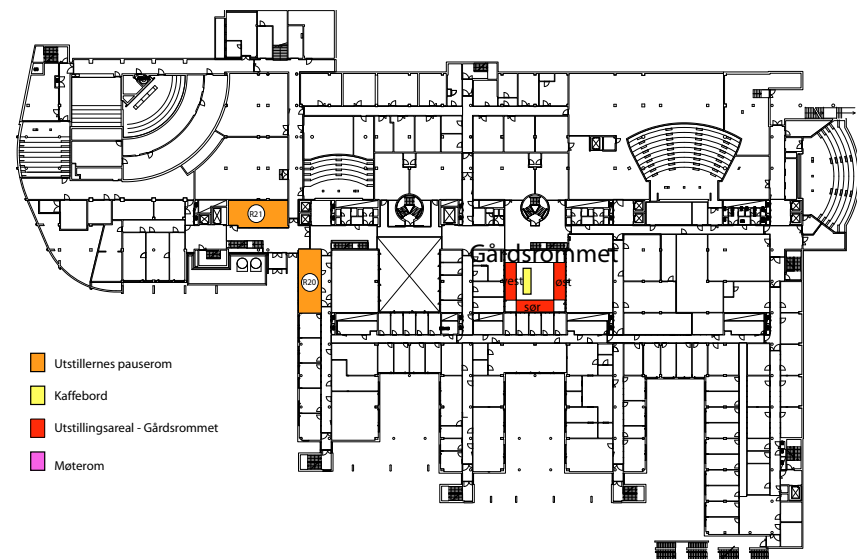 R21
Gårdsrommet
R20
vest
øst
sør
Utstillernes pauserom
Kaffebord
Utstillingsareal - Gårdsrommet
Møterom